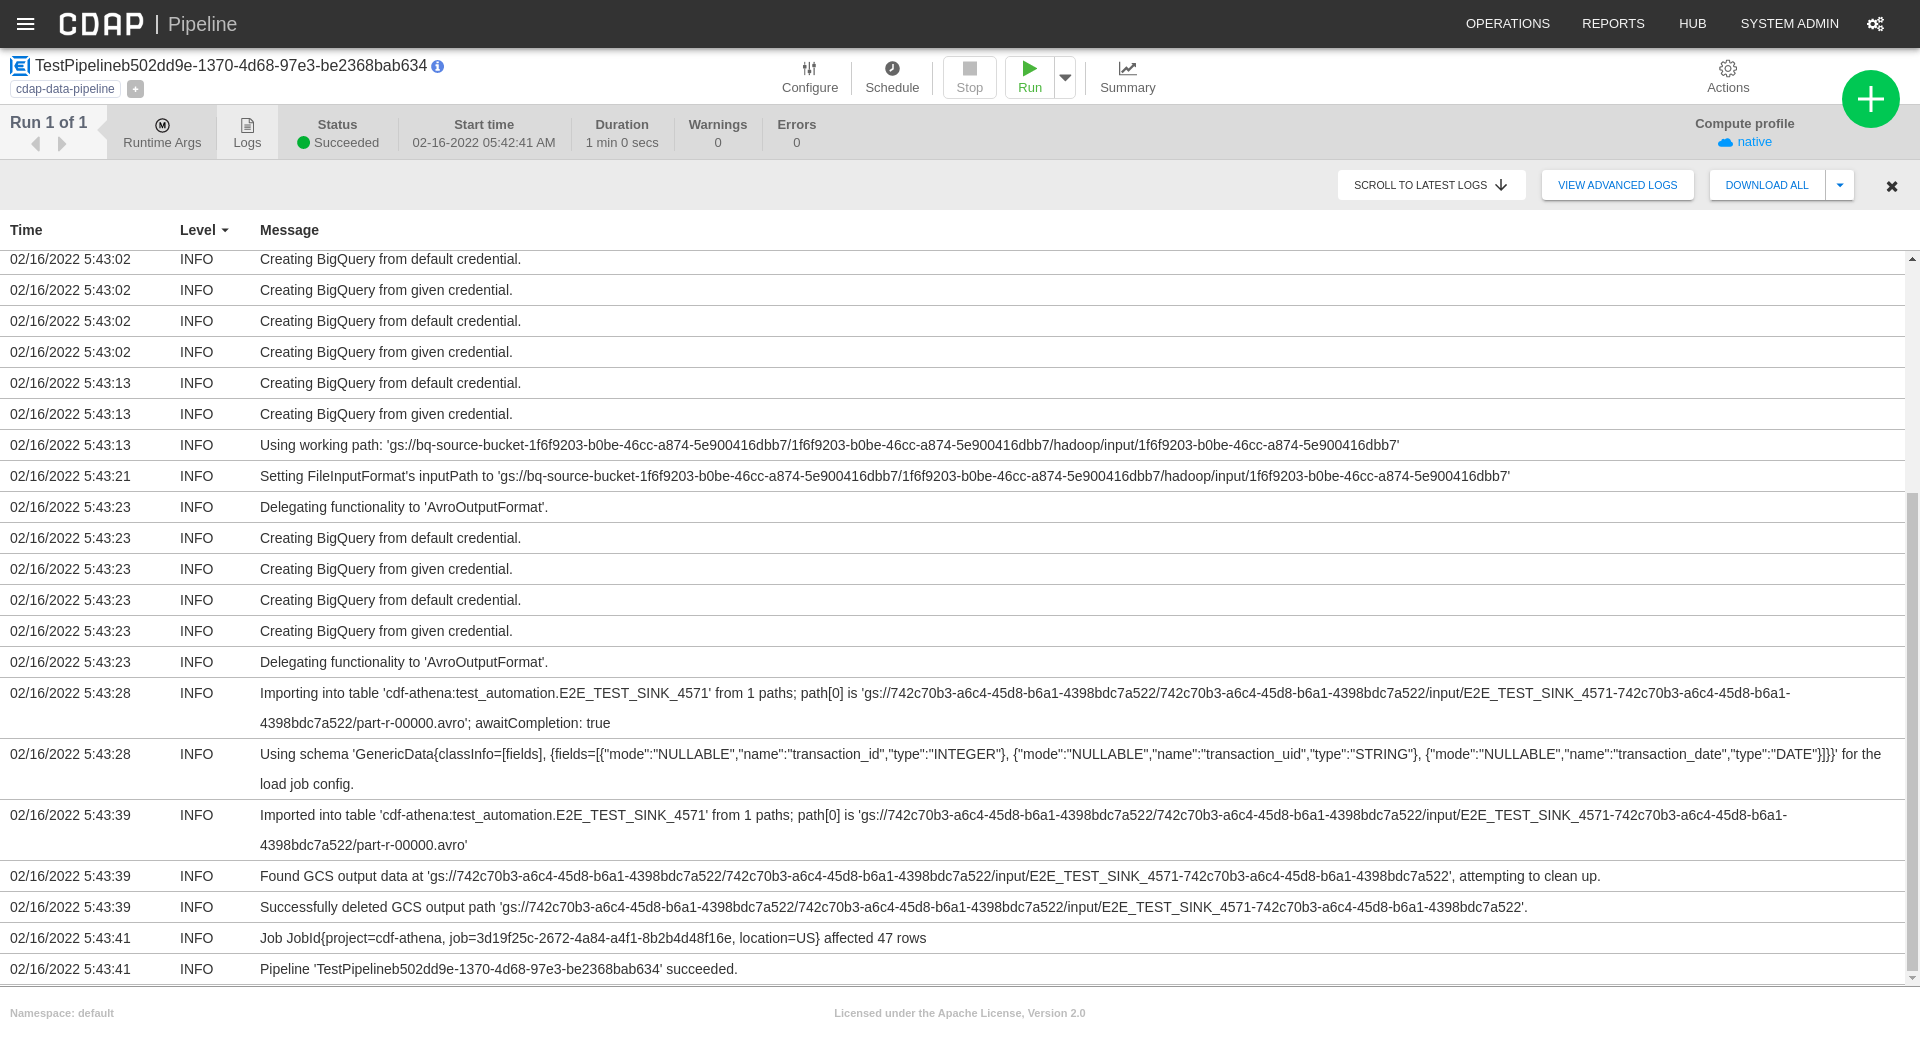 CDAP | Pipeline
OPERATIONS
REPORTS
HUB
SYSTEM ADMIN
TestPipelineb502dd9e-1370-4d68-97e3-be2368bab634
cdap-data-pipeline
+
Configure
Schedule
Stop
Run
Summary
Actions
Run 1 of 1
Runtime Args
Logs
Status
Succeeded
Start time
02-16-2022 05:42:41 AM
Duration
1 min 0 secs
Warnings
0
Errors
0
Compute profile
native
SCROLL TO LATEST LOGS
VIEW ADVANCED LOGS
DOWNLOAD ALL
Time Level Message
02/16/2022 5:43:02 INFO Creating BigQuery from default credential.
02/16/2022 5:43:02 INFO Creating BigQuery from given credential.
02/16/2022 5:43:02 INFO Creating BigQuery from default credential.
02/16/2022 5:43:02 INFO Creating BigQuery from given credential.
02/16/2022 5:43:13 INFO Creating BigQuery from default credential.
02/16/2022 5:43:13 INFO Creating BigQuery from given credential.
02/16/2022 5:43:13 INFO Using working path: 'gs://bq-source-bucket-1f6f9203-b0be-46cc-a874-5e900416dbb7/1f6f9203-b0be-46cc-a874-5e900416dbb7/hadoop/input/1f6f9203-b0be-46cc-a874-5e900416dbb7'
02/16/2022 5:43:21 INFO Setting FileInputFormat's inputPath to 'gs://bq-source-bucket-1f6f9203-b0be-46cc-a874-5e900416dbb7/1f6f9203-b0be-46cc-a874-5e900416dbb7/hadoop/input/1f6f9203-b0be-46cc-a874-5e900416dbb7'
02/16/2022 5:43:23 INFO Delegating functionality to 'AvroOutputFormat'.
02/16/2022 5:43:23 INFO Creating BigQuery from default credential.
02/16/2022 5:43:23 INFO Creating BigQuery from given credential.
02/16/2022 5:43:23 INFO Creating BigQuery from default credential.
02/16/2022 5:43:23 INFO Creating BigQuery from given credential.
02/16/2022 5:43:23 INFO Delegating functionality to 'AvroOutputFormat'.
02/16/2022 5:43:28 INFO Importing into table 'cdf-athena:test_automation.E2E_TEST_SINK_4571' from 1 paths; path[0] is 'gs://742c70b3-a6c4-45d8-b6a1-4398bdc7a522/742c70b3-a6c4-45d8-b6a1-4398bdc7a522/input/E2E_TEST_SINK_4571-742c70b3-a6c4-45d8-b6a1-
4398bdc7a522/part-r-00000.avro'; awaitCompletion: true
02/16/2022 5:43:28 INFO Using schema 'GenericData{classInfo=[fields], {fields=[{"mode":"NULLABLE","name":"transaction_id","type":"INTEGER"}, {"mode":"NULLABLE","name":"transaction_uid","type":"STRING"}, {"mode":"NULLABLE","name":"transaction_date","type":"DATE"}]}}' for the
load job config.
02/16/2022 5:43:39 INFO Imported into table 'cdf-athena:test_automation.E2E_TEST_SINK_4571' from 1 paths; path[0] is 'gs://742c70b3-a6c4-45d8-b6a1-4398bdc7a522/742c70b3-a6c4-45d8-b6a1-4398bdc7a522/input/E2E_TEST_SINK_4571-742c70b3-a6c4-45d8-b6a1-
4398bdc7a522/part-r-00000.avro'
02/16/2022 5:43:39 INFO Found GCS output data at 'gs://742c70b3-a6c4-45d8-b6a1-4398bdc7a522/742c70b3-a6c4-45d8-b6a1-4398bdc7a522/input/E2E_TEST_SINK_4571-742c70b3-a6c4-45d8-b6a1-4398bdc7a522', attempting to clean up.
02/16/2022 5:43:39 INFO Successfully deleted GCS output path 'gs://742c70b3-a6c4-45d8-b6a1-4398bdc7a522/742c70b3-a6c4-45d8-b6a1-4398bdc7a522/input/E2E_TEST_SINK_4571-742c70b3-a6c4-45d8-b6a1-4398bdc7a522'.
02/16/2022 5:43:41 INFO Job JobId{project=cdf-athena, job=3d19f25c-2672-4a84-a4f1-8b2b4d48f16e, location=US} affected 47 rows
02/16/2022 5:43:41 INFO Pipeline 'TestPipelineb502dd9e-1370-4d68-97e3-be2368bab634' succeeded.
Namespace: default
Licensed under the Apache License, Version 2.0